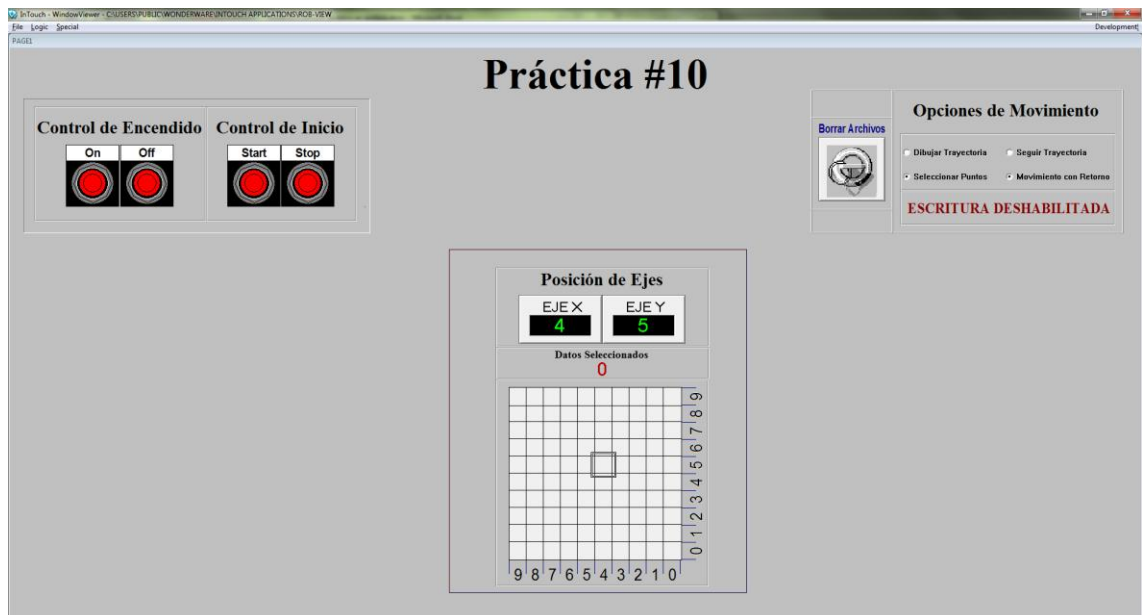 InTouch - WindowViewer - C:\USERS\PUBLIC\WONDERWARE\INTOUCH APPLICATIONS\ROB-VIEW
File Logic Special
Development
PAGE1
Práctica #10
Control de Encendido Control de Inicio
On Off Start Stop
Borrar Archivos
Opciones de Movimiento
Dibujar Trayectoria Seguir Trayectoria
Seleccionar Puntos Movimiento con Retorno
ESCRITURA DESHABILITADA
Posición de Ejes
EJE X EJE Y
4 5
Datos Seleccionados
0
9
8
7
6
5
4
3
2
1
0
9 8 7 6 5 4 3 2 1 0